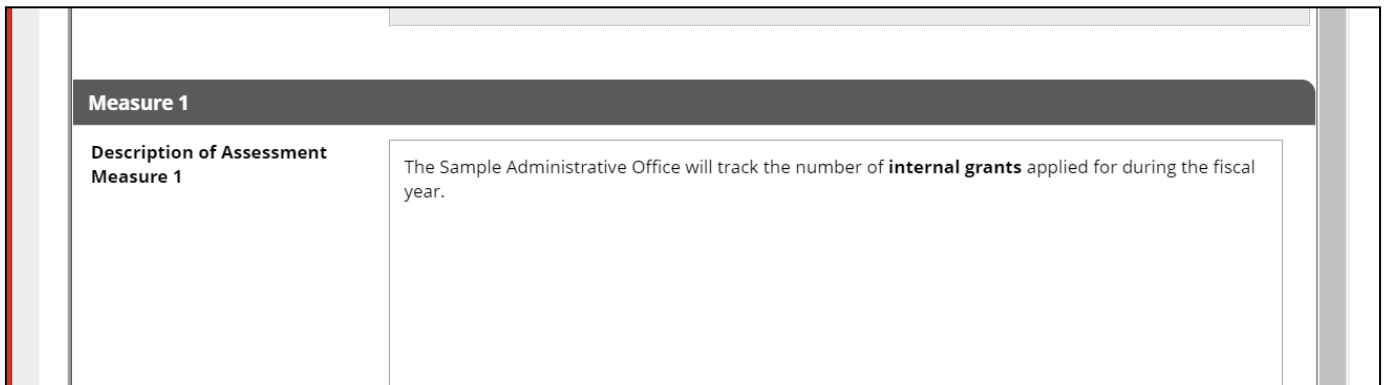 Measure 1
Description of Assessment
Measure 1
The Sample Administrative Office will track the number of internal grants applied for during the fiscal
year.